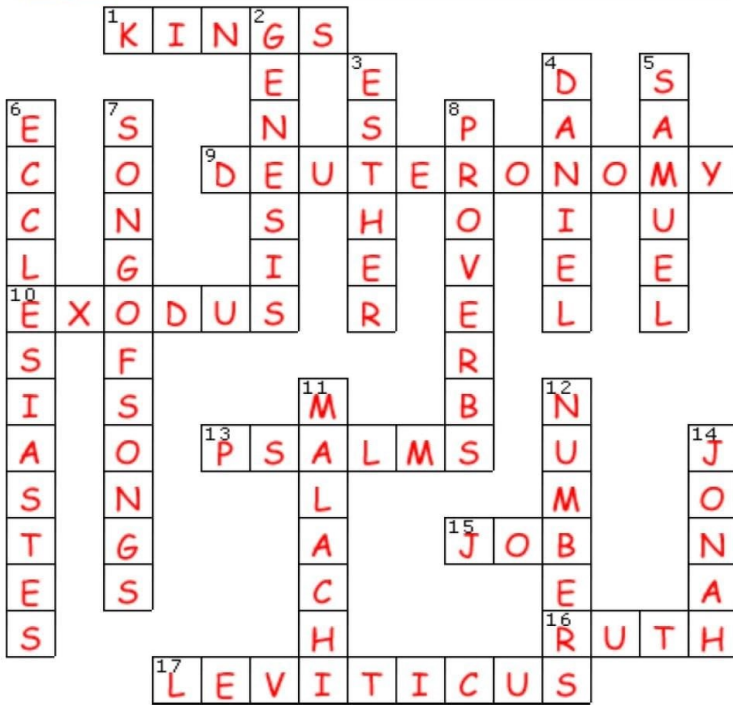 1 KINGS
2 GENESIS
3 ESTHER
4 DANIEL
5 SAMUEL
6 ECCLESIASTES
7 SONGOFSONGS
8 PROVERBS
9 DEUTERONOMY
10 EXODUS
11 MALACHI
12 NUMBERS
13 PSALMS
14 JONAH
15 JOB
16 RUTH
17 LEVITICUS